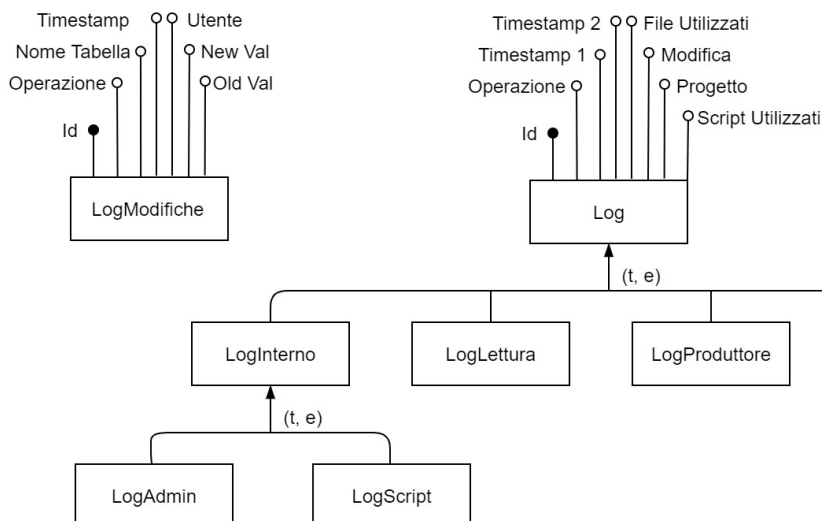 Timestamp
Utente
Nome Tabella
New Val
Operazione
Old Val
Id
LogModifiche
Timestamp 2
File Utilizzati
Timestamp 1
Modifica
Operazione
Progetto
Script Utilizzati
Id
Log
(t, e)
LogInterno
LogLettura
LogProduttore
(t, e)
LogAdmin
LogScript